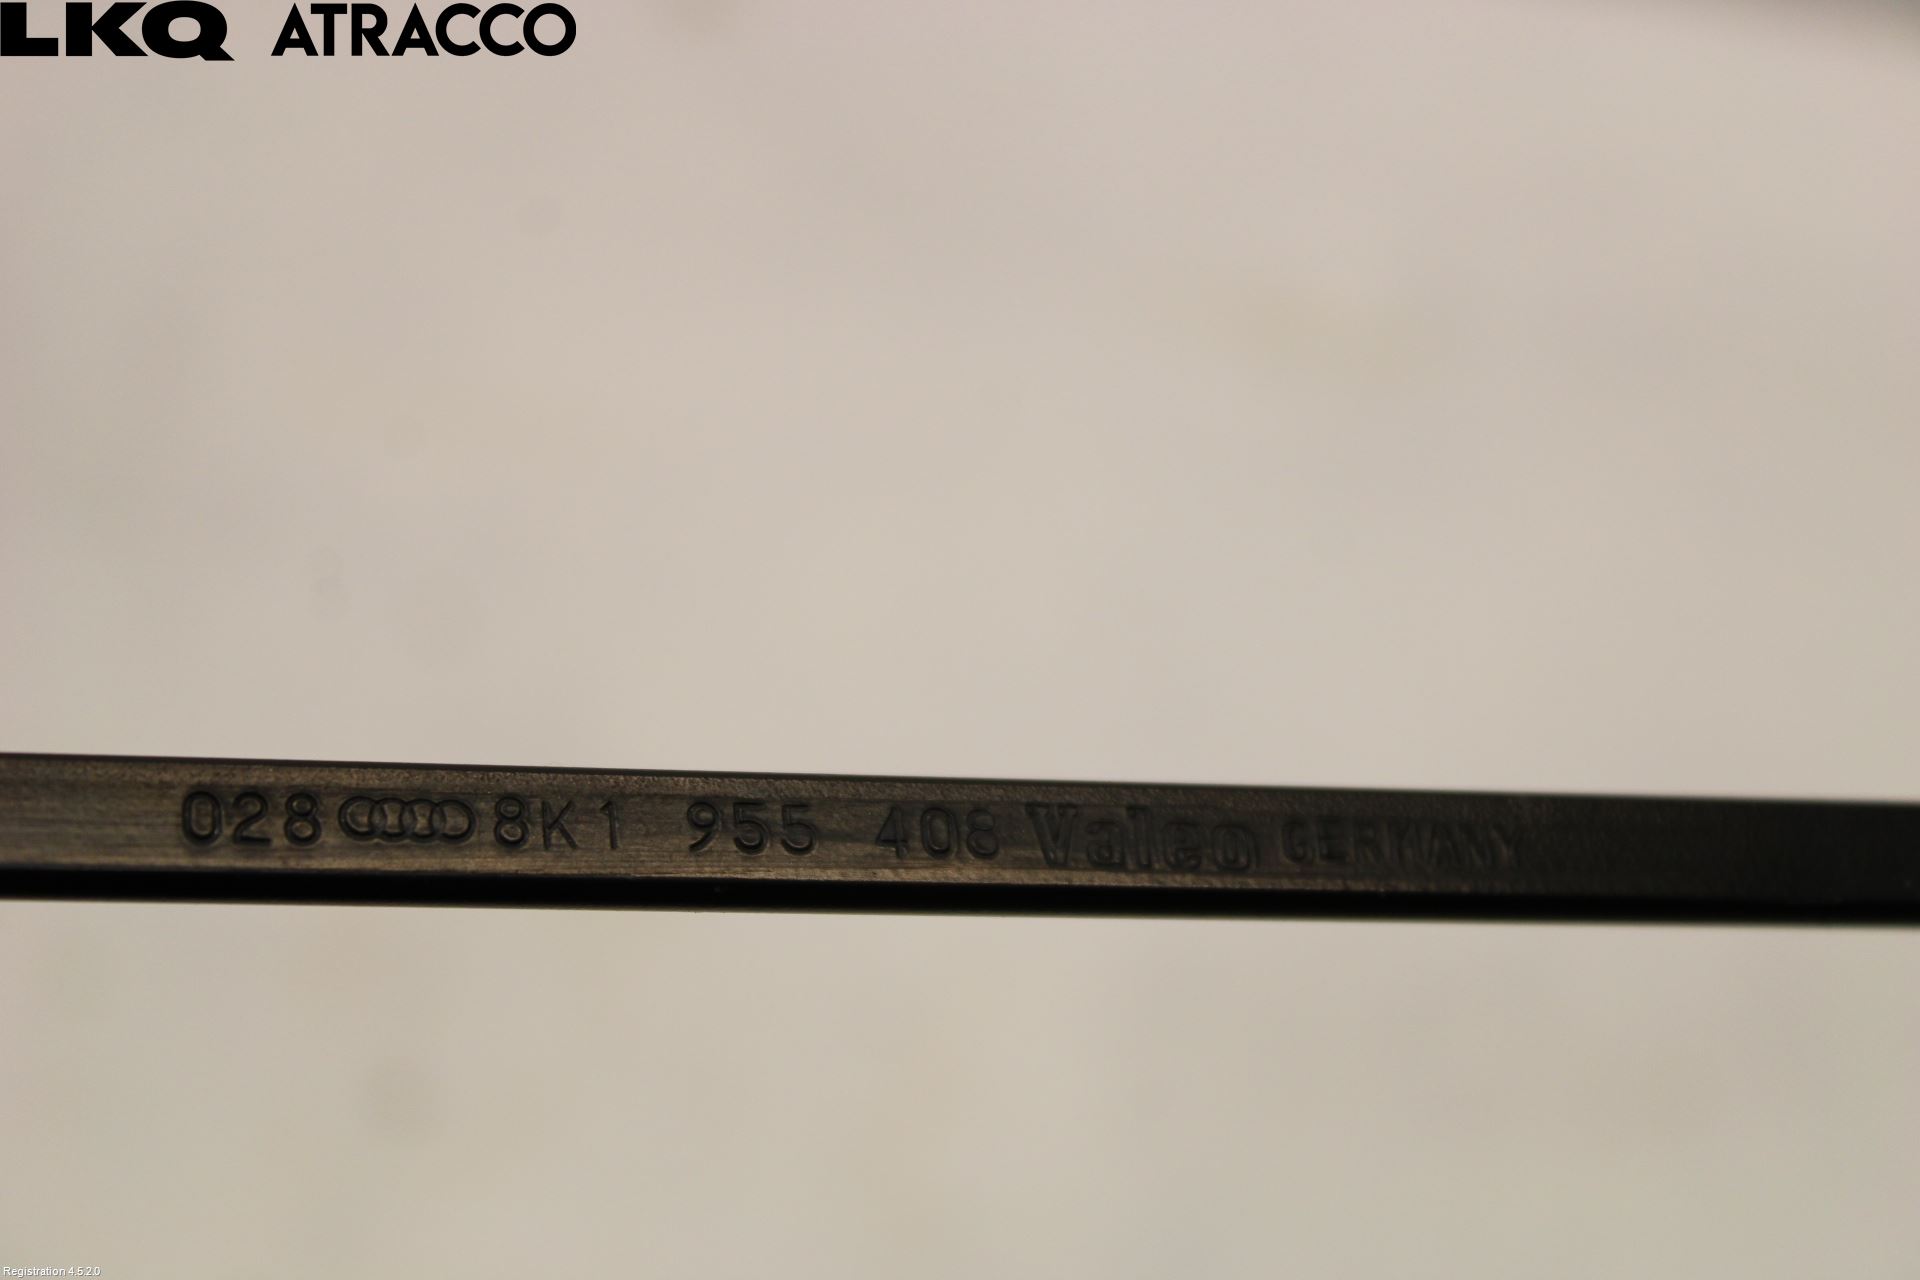 LKQ ATRACCO
028 8K1 955 408 Valeo GERMANY
Registration 4.5.2.0